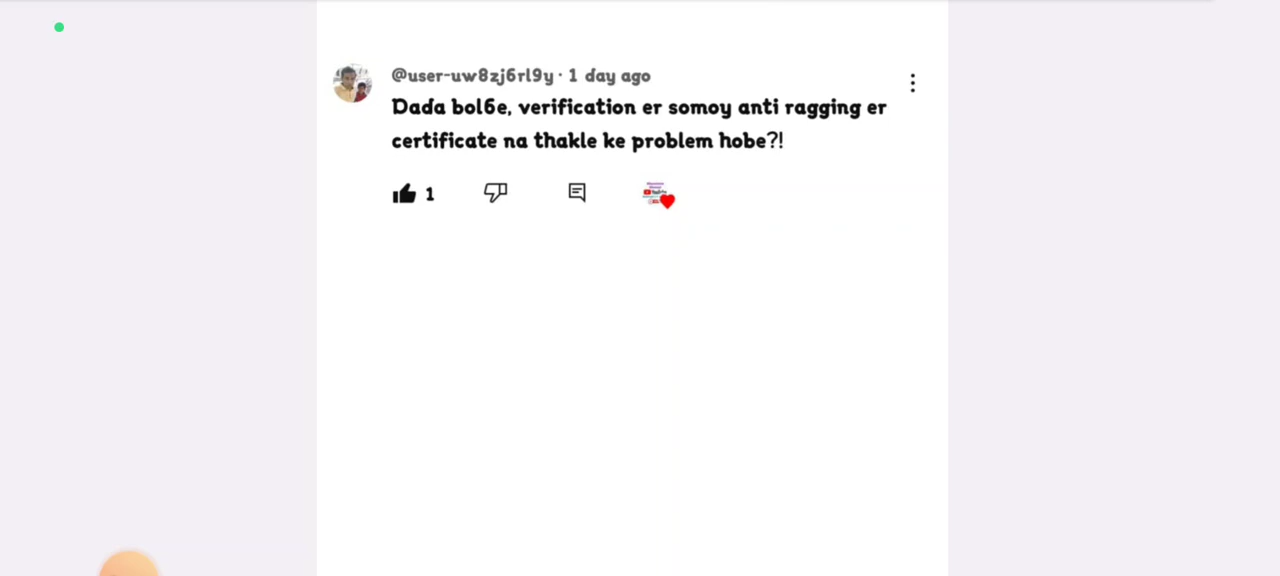 @user-uw8zj6rl9y · 1 day ago
Dada bol6e, verification er somoy anti ragging er
certificate na thakle ke problem hobe?!
1